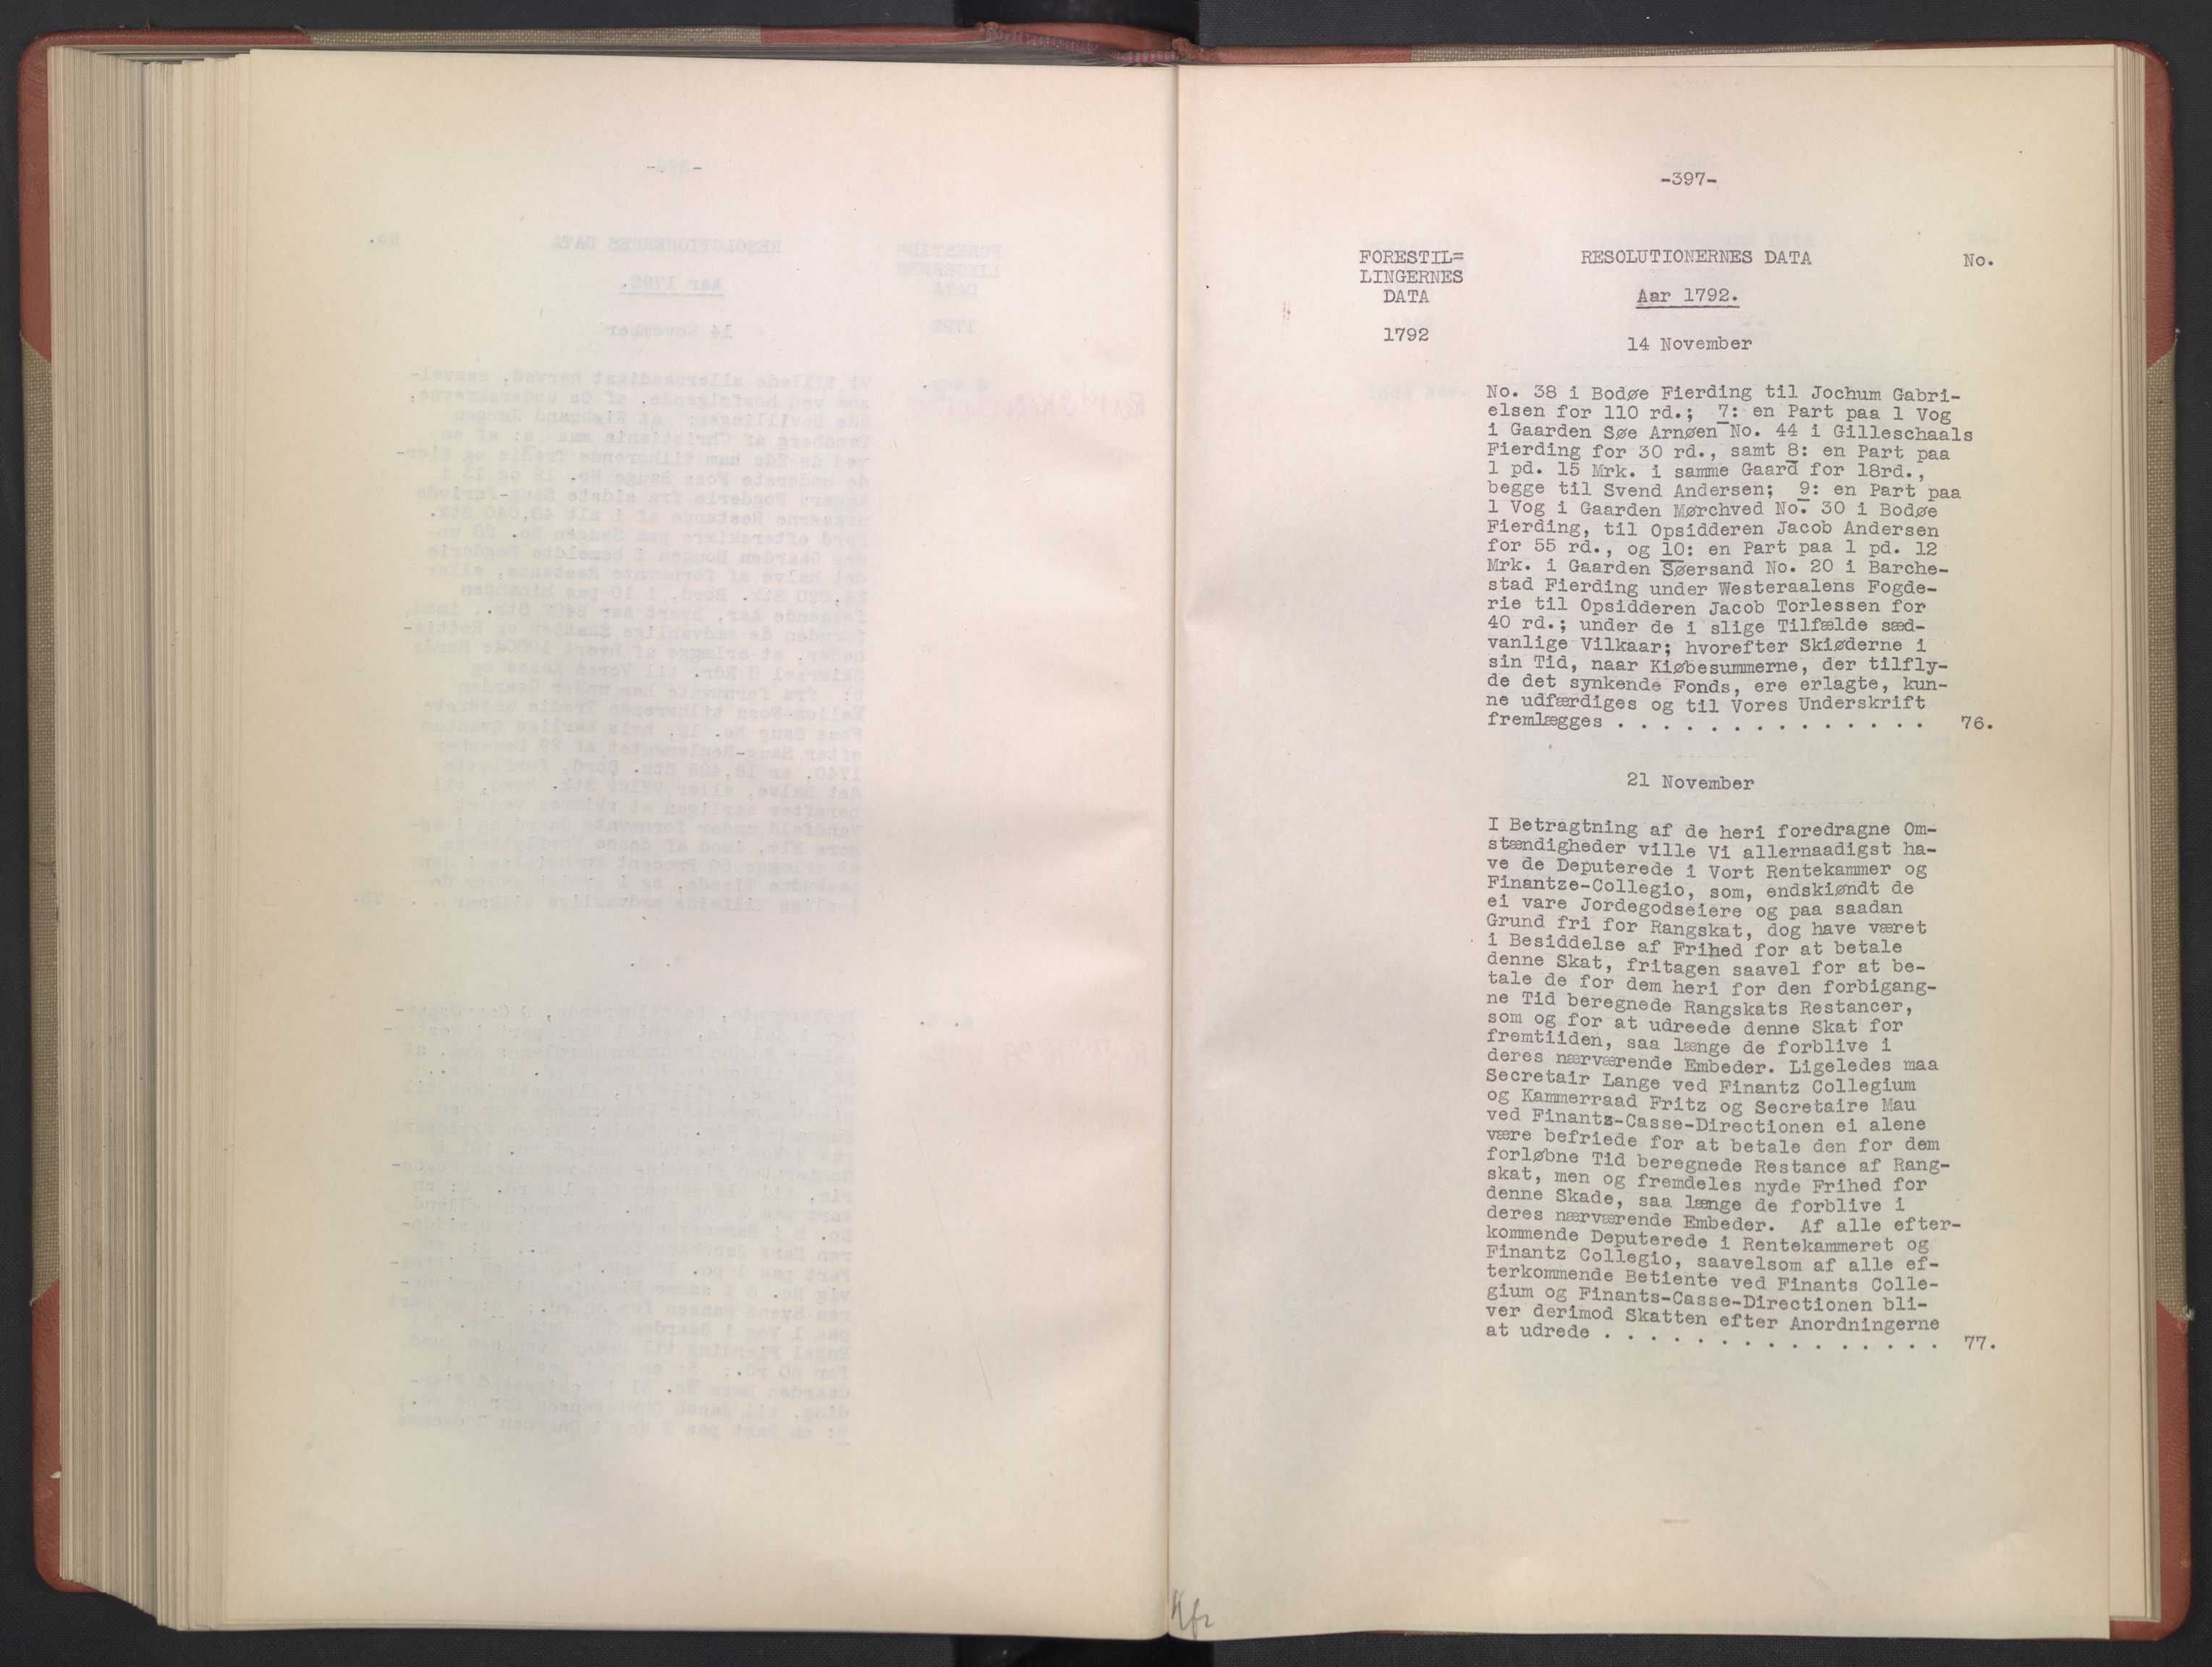 -397-
FORESTIL=
LINGERNES
DATA
1792
RESOLUTIONERNES DATA
Aar 1792.
No.
14 November
No. 38 i Bodøe Fierding til Jochum Gabri-
elsen for 110 rd.; 7: en Part paa 1 Vog
i Gaarden Søe Arnøen No. 44 i Gilleschaals
Fierding for 30 rd., samt 8: en Part paa
1 pd. 15 Mrk. i samme Gaard for 18rd.,
begge til Svend Andersen; 9: en Part paa
1 Vog i Gaarden Mørchved No. 30 i Bodøe
Fierding, til Opsidderen Jacob Andersen
for 55 rd., og 10: en Part paa 1 pd. 12
Mrk. i Gaarden Søersand No. 20 i Barche-
stad Fierding under Westeraalens Fogde-
rie til Opsidderen Jacob Torlessen for
40 rd.; under de i slige Tilfælde sæd-
vanlige Vilkaar; hvorefter Skiøderne i
sin Tid, naar Kiøbesummerne, der tilfly-
de det synkende Fonds, ere erlagte, kun-
ne udfærdiges og til Vores Underskrift
fremlægges . . . . . . . . . . . . . . 76.
21 November
I Betragtning af de heri foredragne Om-
stændigheder ville Vi allernaadigst ha-
ve de Deputerede i Vort Rentekammer og
Finantze-Collegio, som, endskiøndt de
ei vare Jordegodseiere og paa saadan
Grund fri for Rangskat, dog have været
i Besiddelse af Frihed for at betale
denne Skat, fritagen saavel for at be-
tale de for dem heri for den forbigang-
ne Tid beregnede Rangskats Restancer,
som og for at udreede denne Skat for
fremtiiden, saa længe de forblive i
deres nærværende Embeder. Ligeledes maa
Secretair Lange ved Finantz Collegium
og Kammerraad Fritz og Secretaire Mau
ved Finantz-Casse-Directionen ei alene
være befriede for at betale den for dem
forløbne Tid beregnede Restance af Rang-
skat, men og fremdeles nyde Frihed for
denne Skade, saa længe de forblive i
deres nærværende Embeder. Af alle efter-
kommende Deputerede i Rentekammeret og
Finantz Collegio, saavelsom af alle ef-
terkommende Betiente ved Finants Colle-
gium og Finants-Casse-Directionen bli-
ver derimod Skatten efter Anordningerne
at udrede . . . . . . . . . . . . . . . 77.